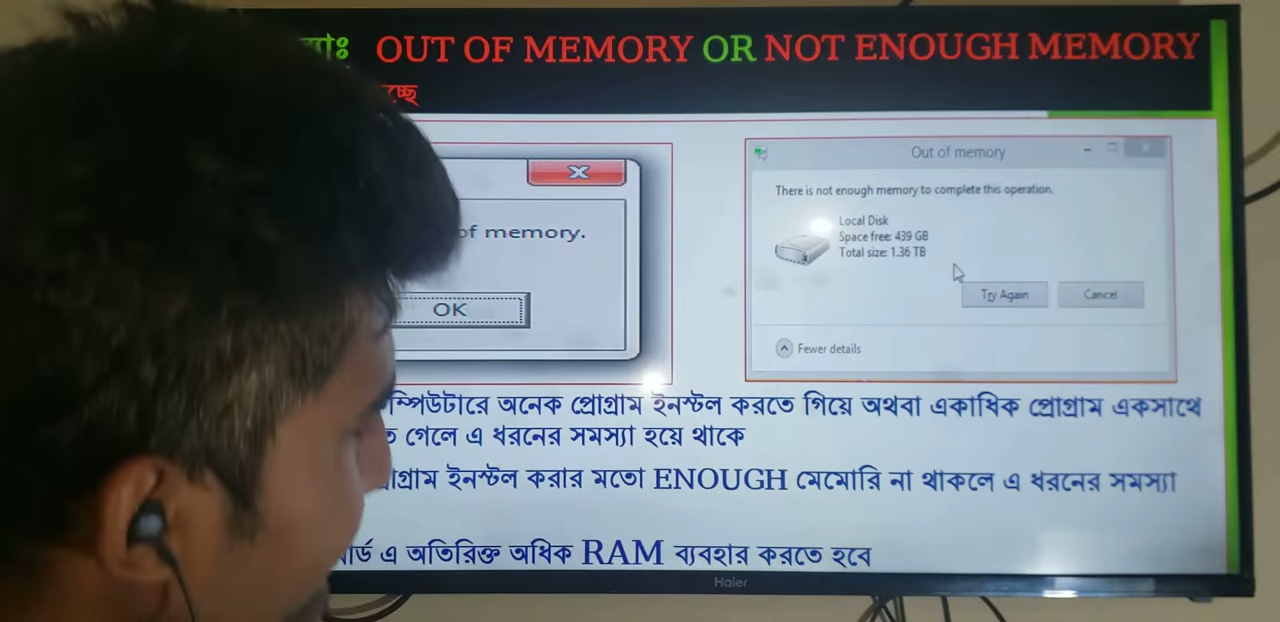 OUT OF MEMORY OR NOT ENOUGH MEMORY
Out of memory
There is not enough memory to complete this operation.
of memory.
Local Disk
Space free: 439 GB
Total size: 1.36 TB
OK
Try Again Cancel
Fewer details
অনেক প্রোগ্রাম ইনস্টল করতে গিয়ে অথবা একাধিক প্রোগ্রাম একসাথে
গেলে এ ধরনের সমস্যা হয়ে থাকে
ইনস্টল করার মতো ENOUGH মেমোরি না থাকলে এ ধরনের সমস্যা
এ অতিরিক্ত অধিক RAM ব্যবহার করতে হবে
Haier